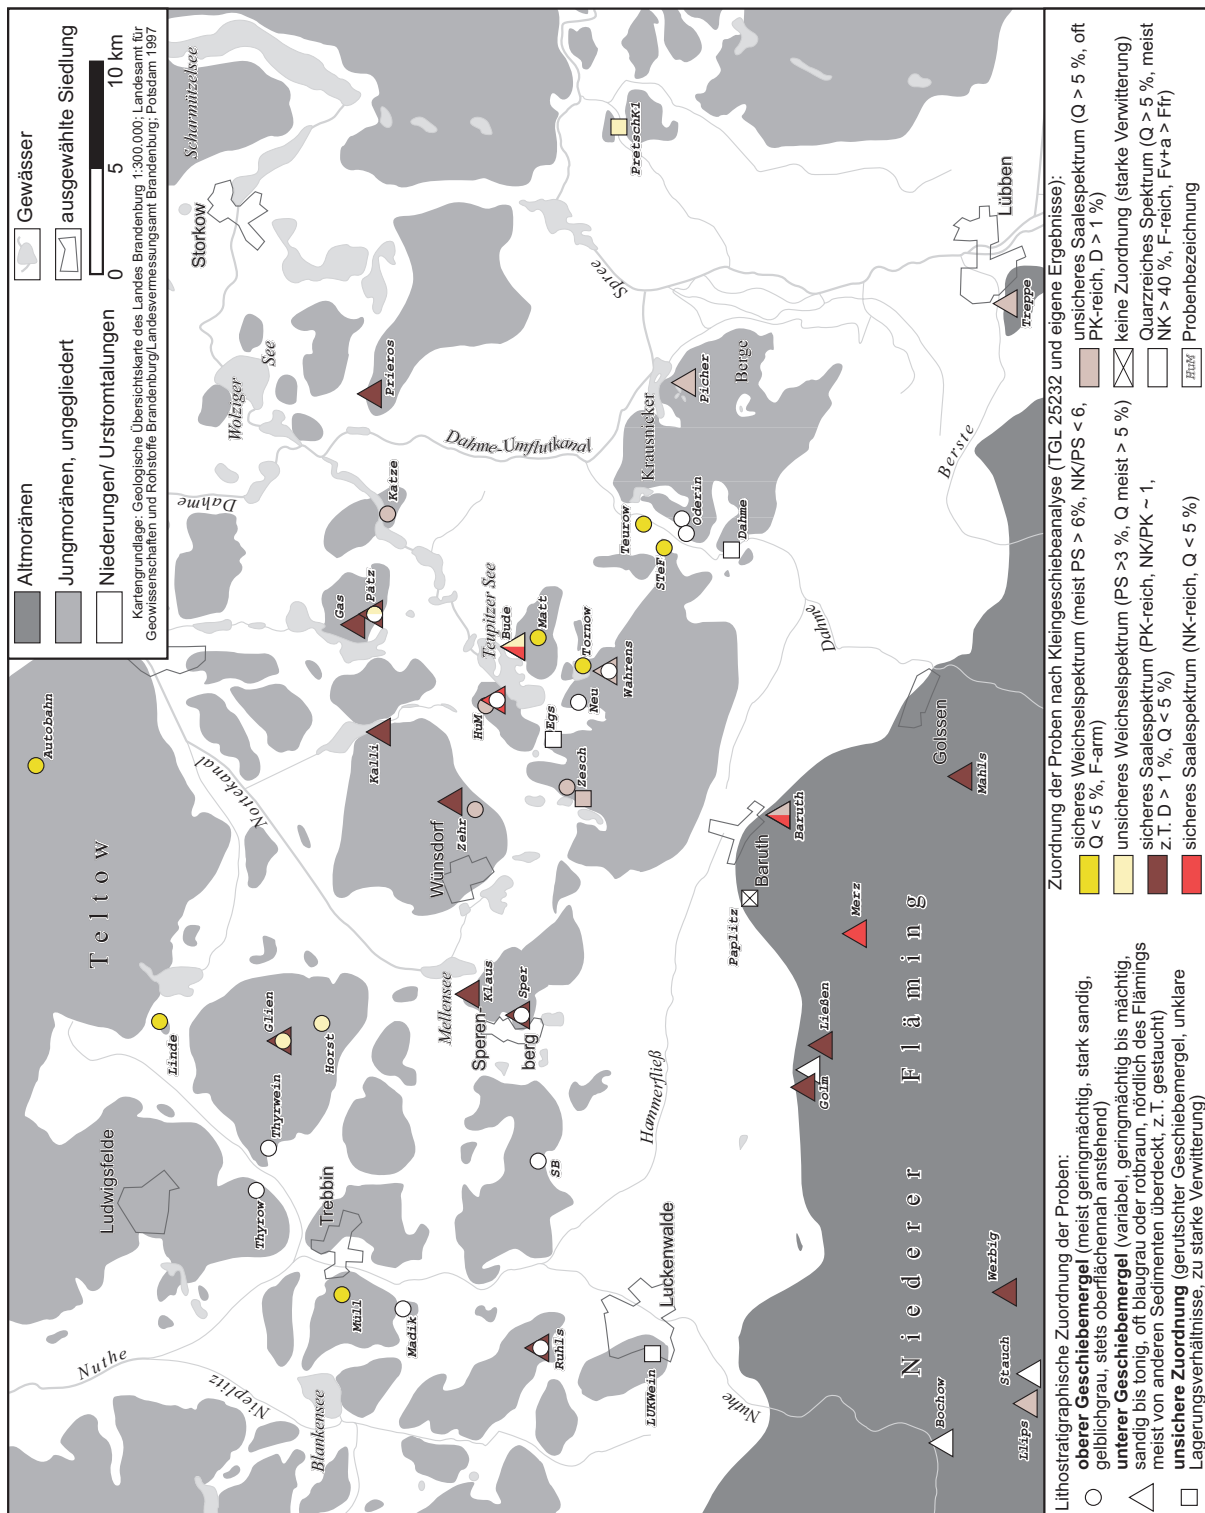 Altmoränen
Jungmoränen, ungegliedert
Niederungen/ Urstromtalungen
Gewässer
ausgewählte Siedlung
0 5 10 km
Kartengrundlage: Geologische Übersichtskarte des Landes Brandenburg 1:300.000; Landesamt für
Geowissenschaften und Rohstoffe Brandenburg/Landesvermessungsamt Brandenburg; Potsdam 1997
Scharmützelsee
Storkow
Wolziger
See
Dahme
Teltow
Autobahn
Nottekanal
Linde
Ludwigsfelde
Thyrow
Thyrwein
Glien
Horst
Trebbin
Müll
Madik
Nuthe
Nieplitz
Blankensee
Ruhls
LUKWein
Luckenwalde
Nuthe
SB
Hammerfließ
Mellensee
Klaus
Speren-
berg
Sper
Wünsdorf
Zehr
Kalli
Gas
Pätz
Katze
Prieros
HuM
Teupitzer See
Bude
Matt
Tornow
Neu
Wahrens
Egs
Zesch
Dahme-Umflutkanal
Teurow
STeF
Oderin
Dahme
Krausnicker
Berge
Picher
Spree
PretschK1
Lübben
Treppe
Berste
Dahme
Golssen
Mahls
Baruth
Baruth
Paplitz
Merz
Ließen
Golm
Niederer Fläming
Werbig
Stauch
Llips
Bochow
Lithostratigraphische Zuordnung der Proben:
oberer Geschiebemergel (meist geringmächtig, stark sandig,
gelblichgrau, stets oberflächennah anstehend)
unterer Geschiebemergel (variabel, geringmächtig bis mächtig,
sandig bis tonig, oft blaugrau oder rotbraun, nördlich des Flämings
meist von anderen Sedimenten überdeckt, z.T. gestaucht)
unsichere Zuordnung (gerutschter Geschiebemergel, unklare
Lagerungsverhältnisse, zu starke Verwitterung)
Zuordnung der Proben nach Kleingeschiebeanalyse (TGL 25232 und eigene Ergebnisse):
sicheres Weichselspektrum (meist PS > 6%, NK/PS < 6,
Q < 5 %, F-arm)
unsicheres Weichselspektrum (PS >3 %, Q meist > 5 %)
sicheres Saalespektrum (PK-reich, NK/PK ~ 1,
z.T. D > 1 %, Q < 5 %)
sicheres Saalespektrum (NK-reich, Q < 5 %)
unsicheres Saalespektrum (Q > 5 %, oft
PK-reich, D > 1 %)
keine Zuordnung (starke Verwitterung)
Quarzreiches Spektrum (Q > 5 %, meist
NK > 40 %, F-reich, Fv+a > Ffr)
HuM Probenbezeichnung